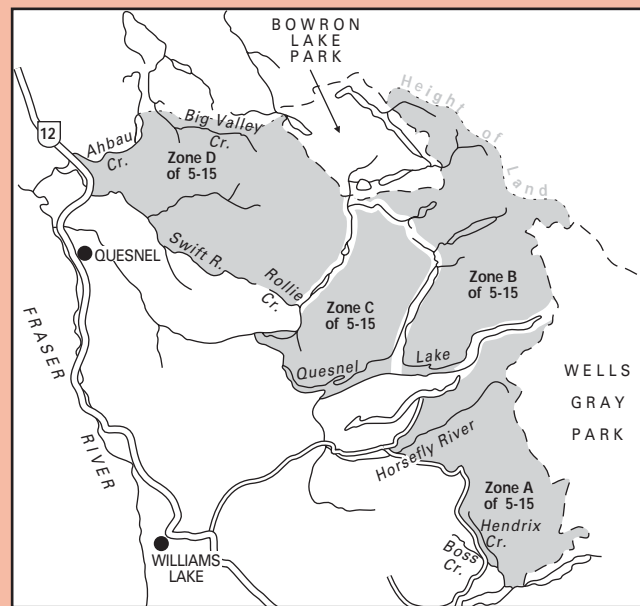 BOWRON
LAKE
PARK
Height of Land
12
Ahbau
Cr.
Big Valley
Cr.
Zone D
of 5-15
QUESNEL
Swift R.
Rollie
Cr.
Zone C
of 5-15
Zone B
of 5-15
Quesnel Lake
FRASER
RIVER
WELLS
GRAY
PARK
Horsefly River
Zone A
of 5-15
Hendrix
Cr.
Boss
Cr.
WILLIAMS
LAKE